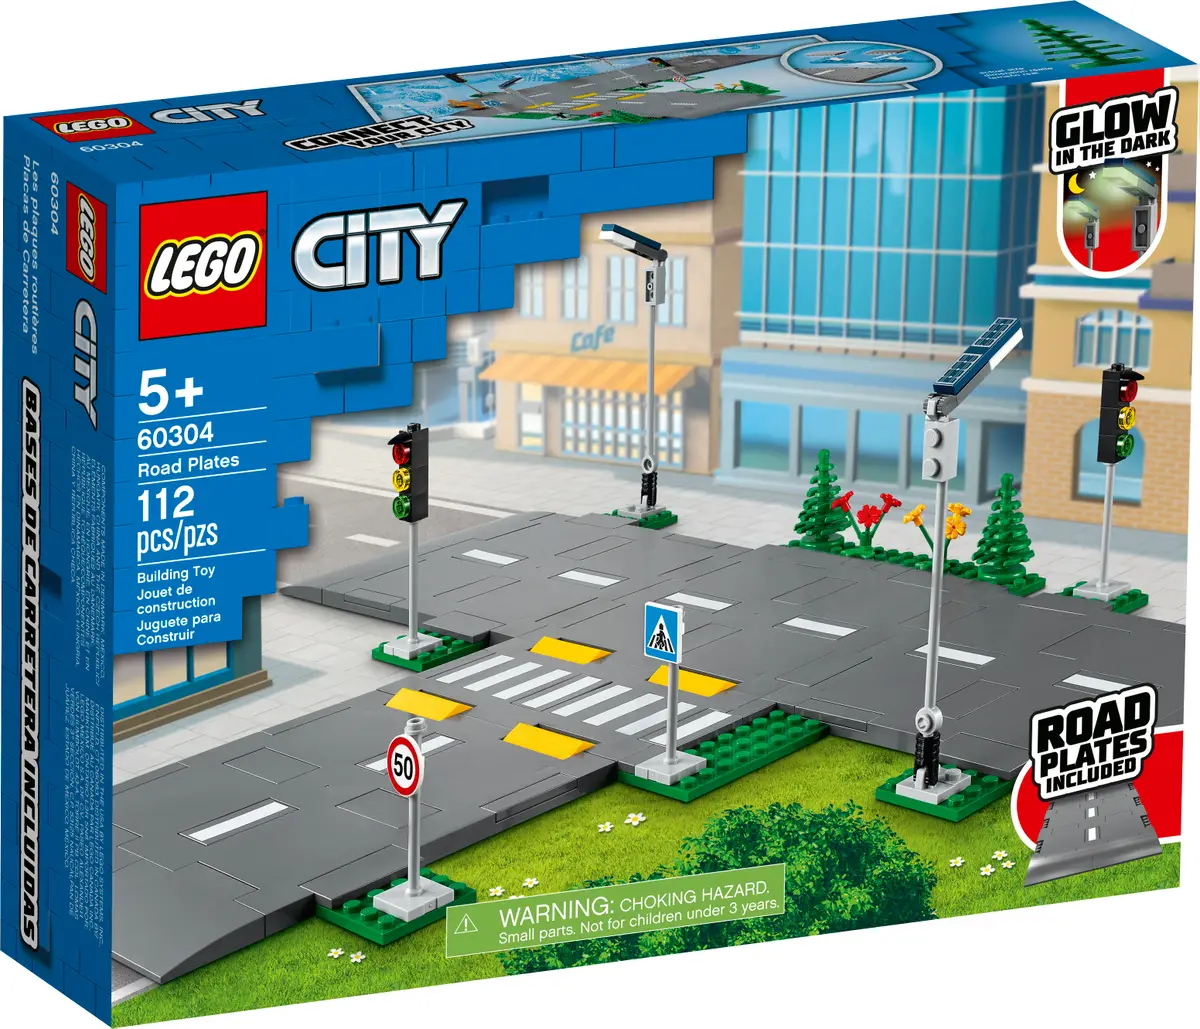 LEGO
CITY
60304
CONNECT
YOUR CITY
GLOW
IN THE DARK
LEGO
CITY
5+
60304
Road Plates
112
pcs/pzs
Building Toy
Jouet de
construction
Juguete para
Construir
Cafe
50
ROAD
PLATES
INCLUDED
WARNING: CHOKING HAZARD.
Small parts. Not for children under 3 years.
LEGO
CITY
60304
Les plaques routières
Placas de Carretera
BASES DE CARRETERA INCLUIDAS